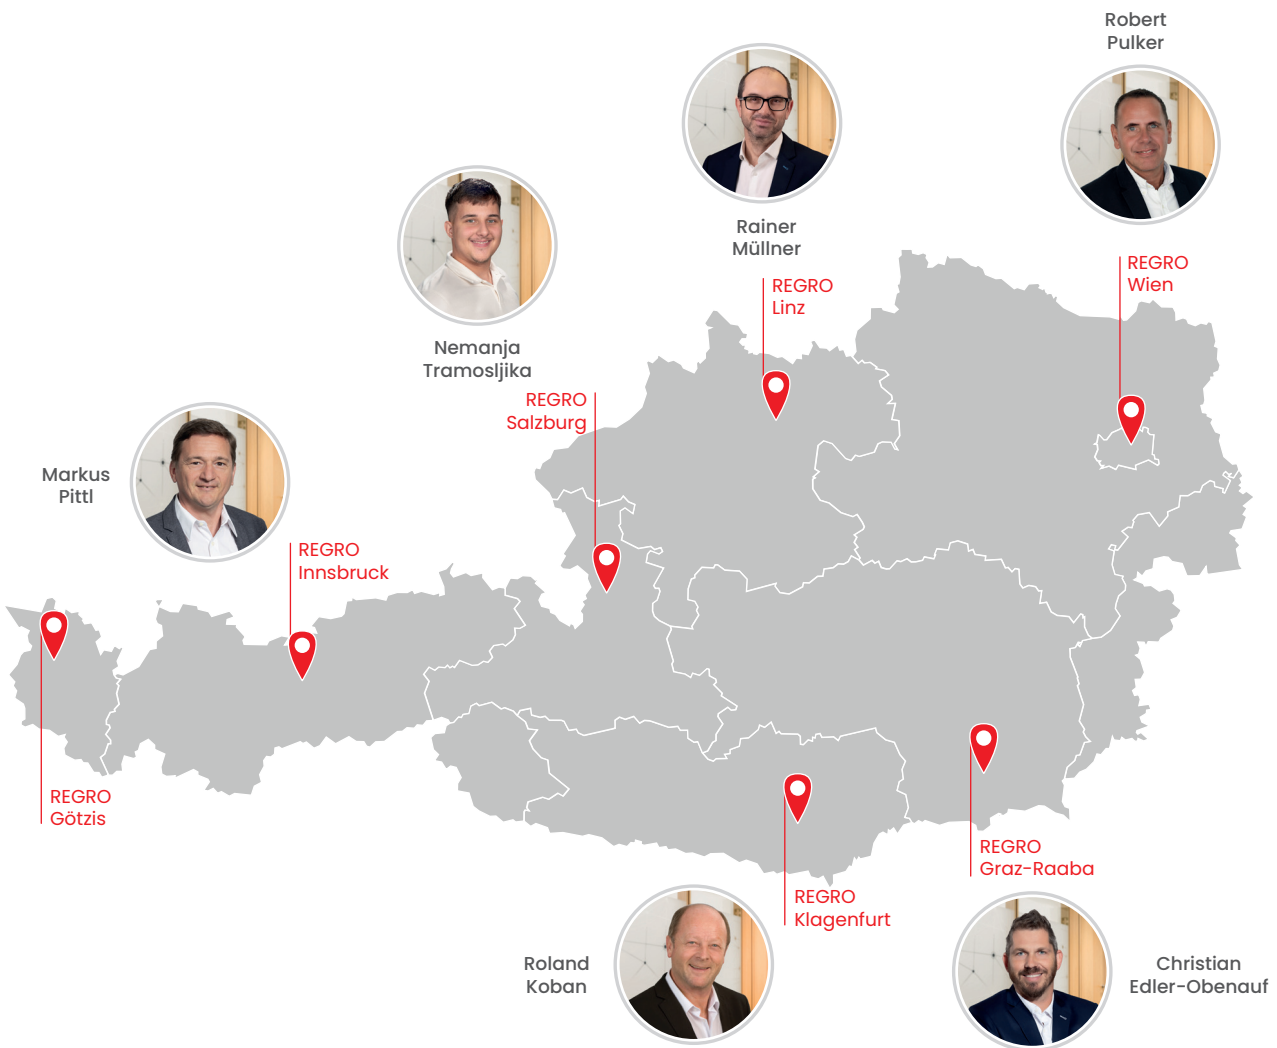 Robert
Pulker
Rainer
Müllner
REGRO
Wien
REGRO
Linz
Nemanja
Tramosljika
REGRO
Salzburg
Markus
Pittl
REGRO
Innsbruck
REGRO
Götzis
REGRO
Graz-Raaba
REGRO
Klagenfurt
Roland
Koban
Christian
Edler-Obenauf